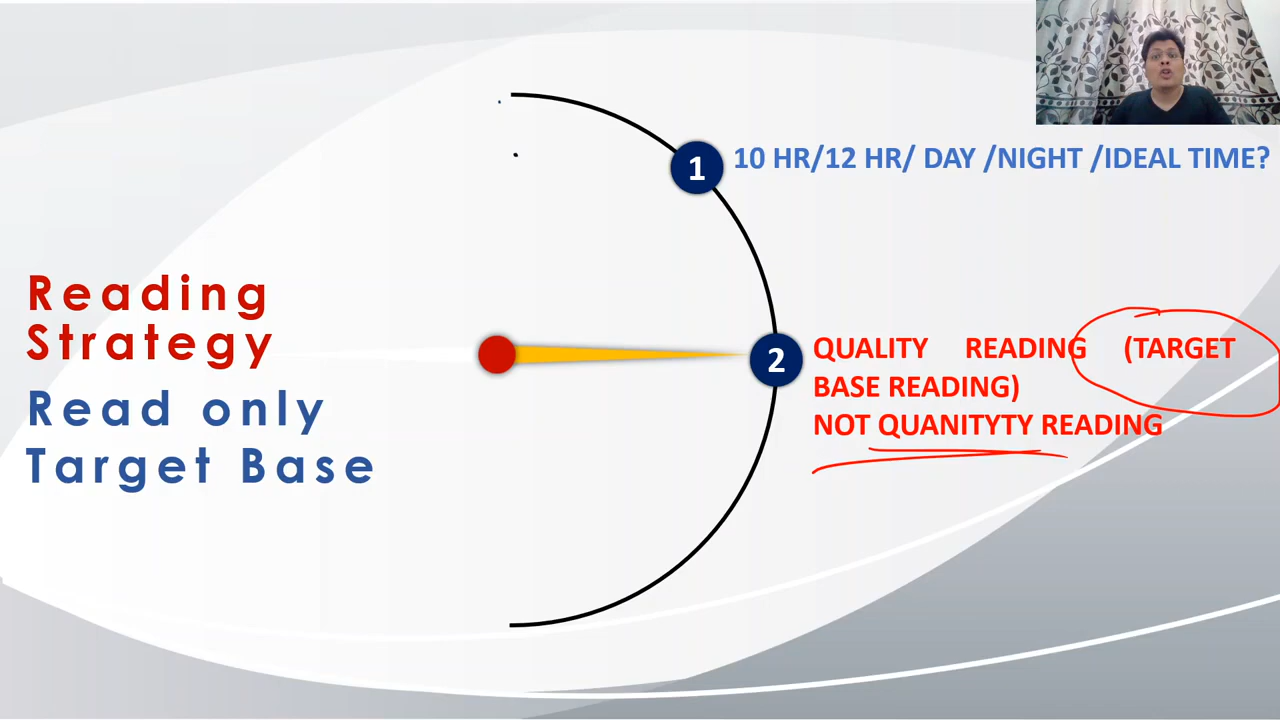 Reading
Strategy
Read only
Target Base
1
10 HR/12 HR/ DAY /NIGHT /IDEAL TIME?
2
QUALITY READING (TARGET
BASE READING)
NOT QUANITYTY READING